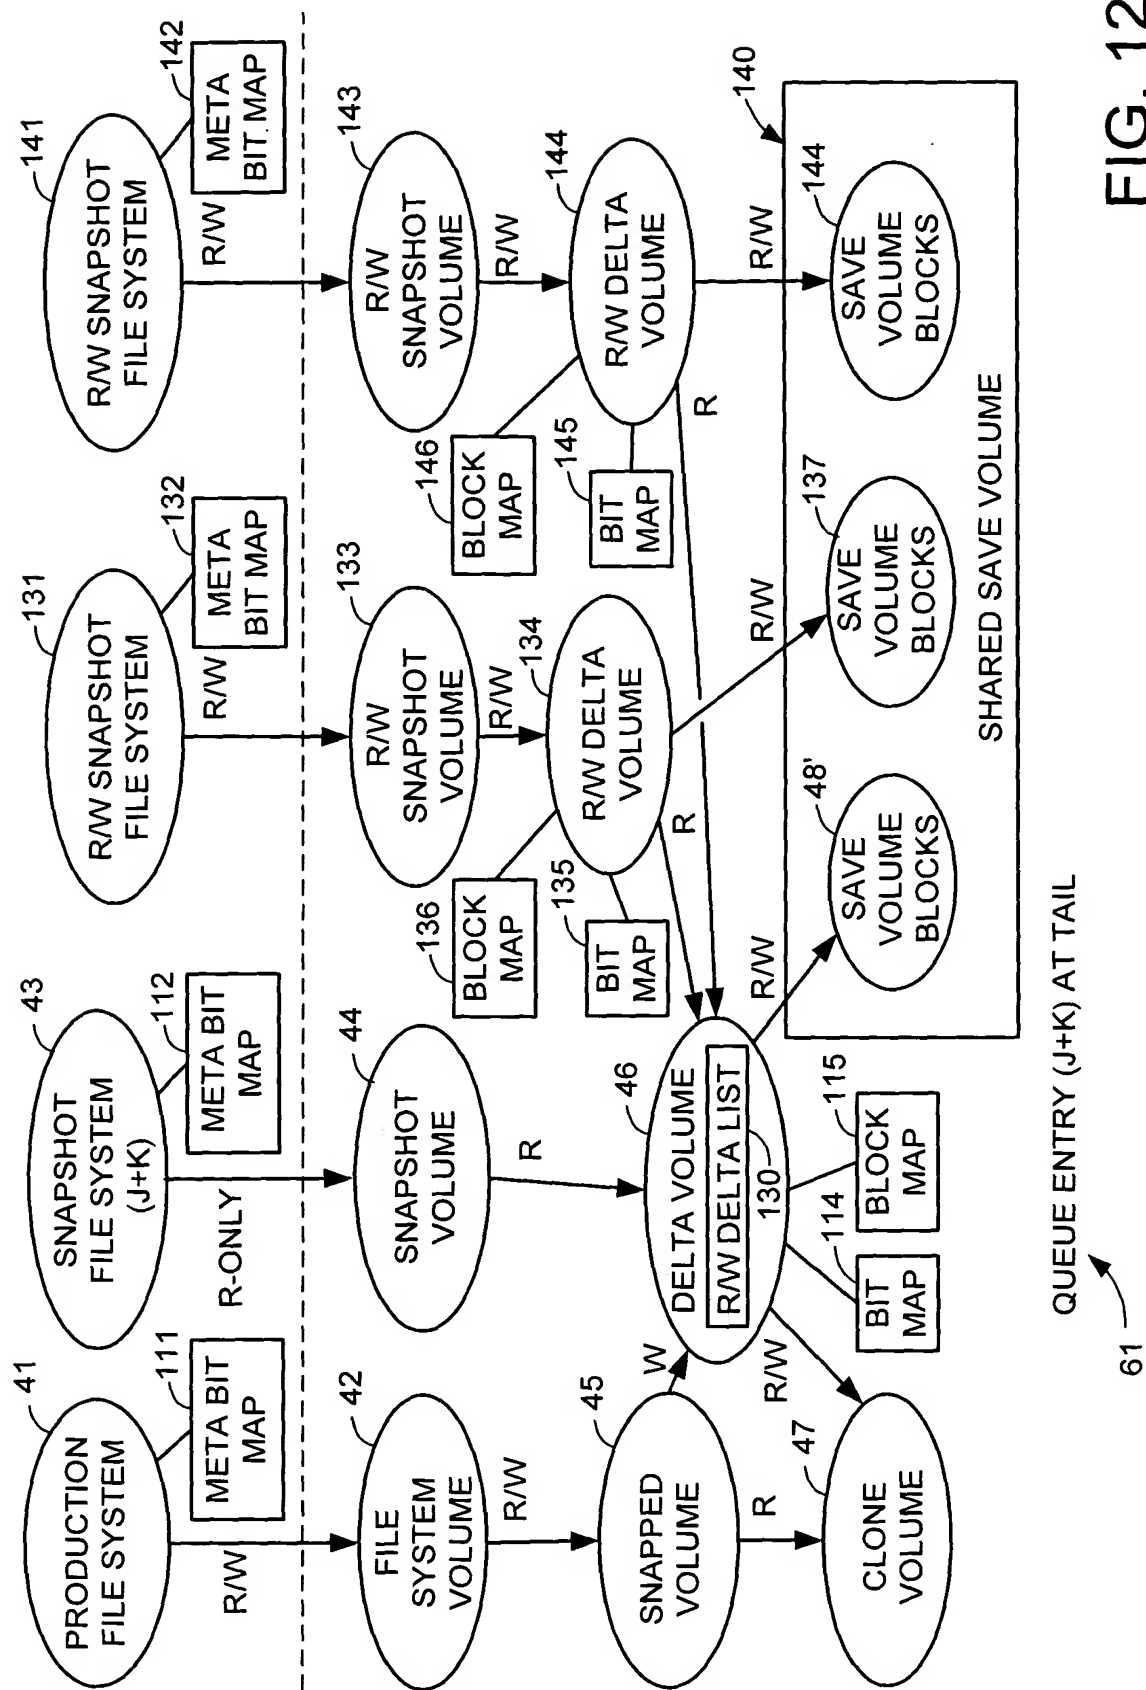 41
PRODUCTION
FILE SYSTEM
111
META BIT
MAP
R/W
43
SNAPSHOT
FILE SYSTEM
(J+K)
112
META BIT
MAP
R-ONLY
131
R/W SNAPSHOT
FILE SYSTEM
132
META
BIT MAP
R/W
141
R/W SNAPSHOT
FILE SYSTEM
142
META
BIT. MAP
R/W
42
FILE
SYSTEM
VOLUME
R/W
44
SNAPSHOT
VOLUME
R
133
R/W
SNAPSHOT
VOLUME
R/W
143
R/W
SNAPSHOT
VOLUME
R/W
136
BLOCK
MAP
134
R/W DELTA
VOLUME
135
BIT
MAP
R
R/W
146
BLOCK
MAP
144
R/W DELTA
VOLUME
145
BIT
MAP
R
R/W
45
SNAPPED
VOLUME
W
R
46
DELTA VOLUME
R/W DELTA LIST
130
R/W
R/W
47
CLONE
VOLUME
114
BIT
MAP
115
BLOCK
MAP
140
48'
SAVE
VOLUME
BLOCKS
137
SAVE
VOLUME
BLOCKS
144
SAVE
VOLUME
BLOCKS
SHARED SAVE VOLUME
61
QUEUE ENTRY (J+K) AT TAIL
FIG. 12